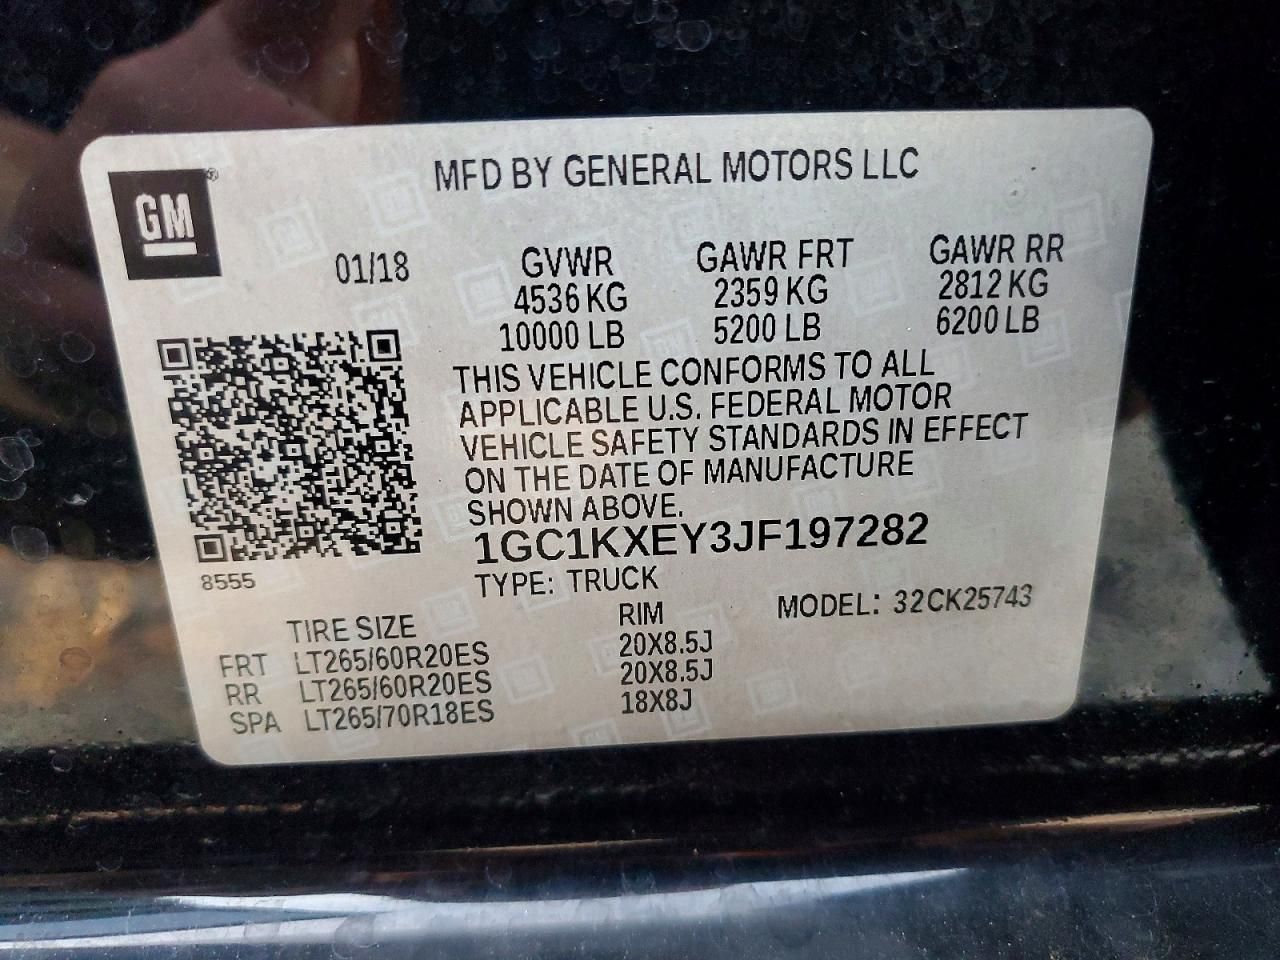 MFD BY GENERAL MOTORS LLC
GM®
01/18
GVWR GAWR FRT GAWR RR
4536 KG 2359 KG 2812 KG
10000 LB 5200 LB 6200 LB
THIS VEHICLE CONFORMS TO ALL
APPLICABLE U.S. FEDERAL MOTOR
VEHICLE SAFETY STANDARDS IN EFFECT
ON THE DATE OF MANUFACTURE
SHOWN ABOVE.
1GC1KXEY3JF197282
8555
TYPE: TRUCK
MODEL: 32CK25743
TIRE SIZE RIM
FRT LT265/60R20ES 20X8.5J
RR LT265/60R20ES 20X8.5J
SPA LT265/70R18ES 18X8J